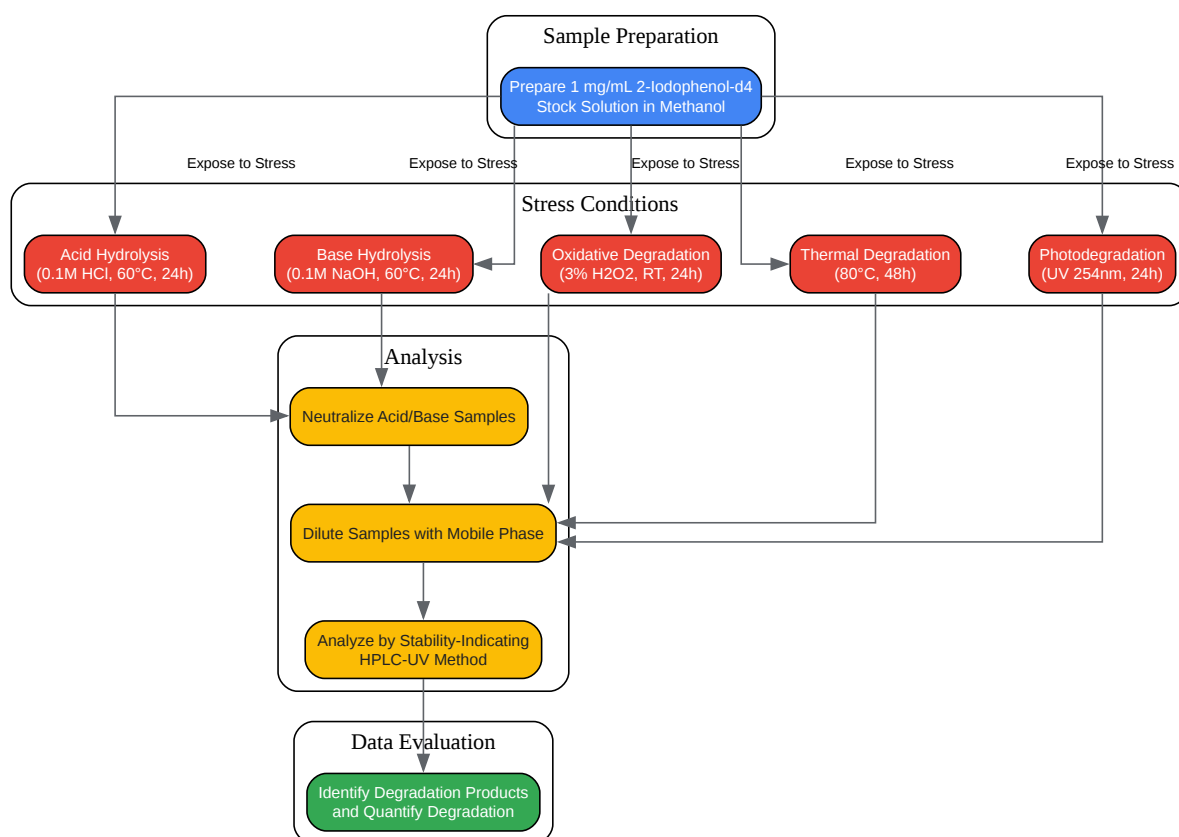 Sample Preparation
Prepare 1 mg/mL 2-Iodophenol-d4
Stock Solution in Methanol
Expose to Stress
Expose to Stress
Expose to Stress
Expose to Stress
Expose to Stress
Stress Conditions
Acid Hydrolysis
(0.1M HCl, 60°C, 24h)
Base Hydrolysis
(0.1M NaOH, 60°C, 24h)
Oxidative Degradation
(3% H2O2, RT, 24h)
Thermal Degradation
(80°C, 48h)
Photodegradation
(UV 254nm, 24h)
Analysis
Neutralize Acid/Base Samples
Dilute Samples with Mobile Phase
Analyze by Stability-Indicating
HPLC-UV Method
Data Evaluation
Identify Degradation Products
and Quantify Degradation